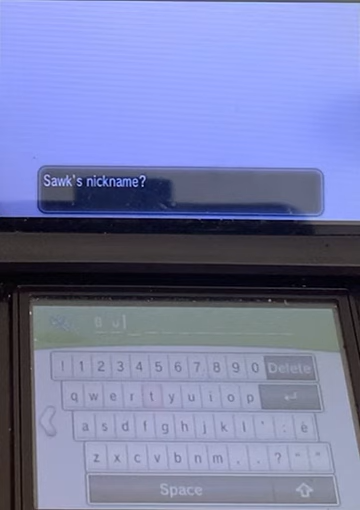 Sawk's nickname?
B u
! 1 2 3 4 5 6 7 8 9 0 Delete
q w e r t y u i o p
a s d f g h j k l ' : é
z x c v b n m , . ? “ ”
Space